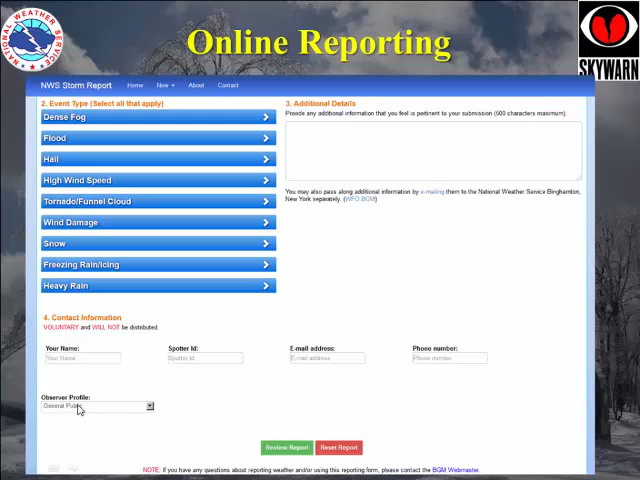 Online Reporting
NATIONAL WEATHER SERVICE
SKYWARN
NWS Storm Report Home New About Contact
2. Event Type (Select all that apply)
Dense Fog
Flood
Hail
High Wind Speed
Tornado/Funnel Cloud
Wind Damage
Snow
Freezing Rain/Icing
Heavy Rain
3. Additional Details
Provide any additional information that you feel is pertinent to your submission (500 characters maximum).
You may also pass along additional information by e-mailing them to the National Weather Service Binghamton,
New York separately. (WFO BGM)
4. Contact Information
VOLUNTARY and WILL NOT be distributed.
Your Name: Spotter Id: E-mail address: Phone number:
Your Name Spotter Id E-mail address Phone number
Observer Profile:
General Public
Review Report Reset Report
NOTE: If you have any questions about reporting weather and/or using this reporting form, please contact the BGM Webmaster.